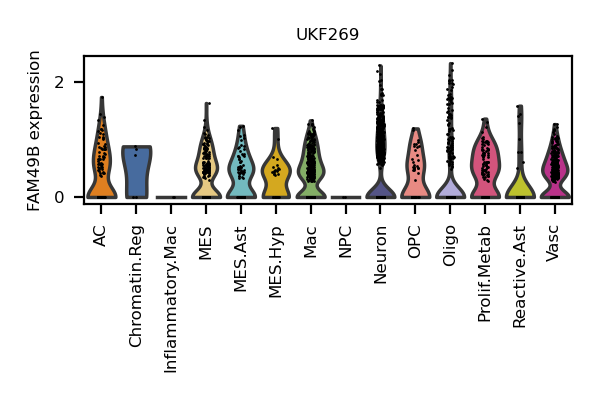 UKF269
FAM49B expression
2
0
AC
Chromatin.Reg
Inflammatory.Mac
MES
MES.Ast
MES.Hyp
Mac
NPC
Neuron
OPC
Oligo
Prolif.Metab
Reactive.Ast
Vasc